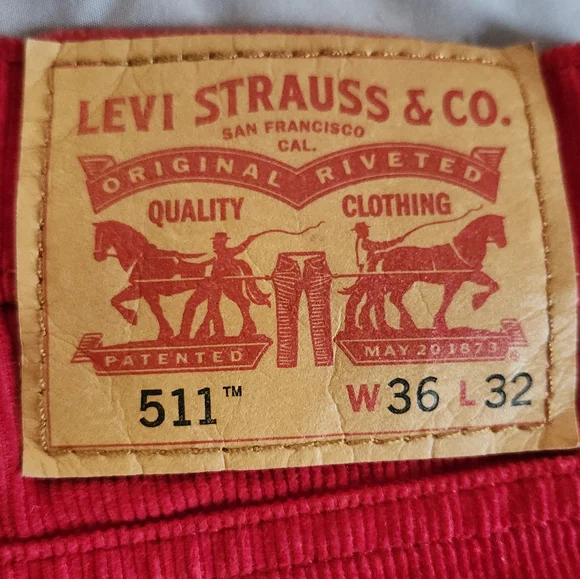 LEVI STRAUSS & CO.
SAN FRANCISCO
CAL.
ORIGINAL RIVETED
QUALITY CLOTHING
PATENTED MAY 20 1873 ®
511™ W36 L32